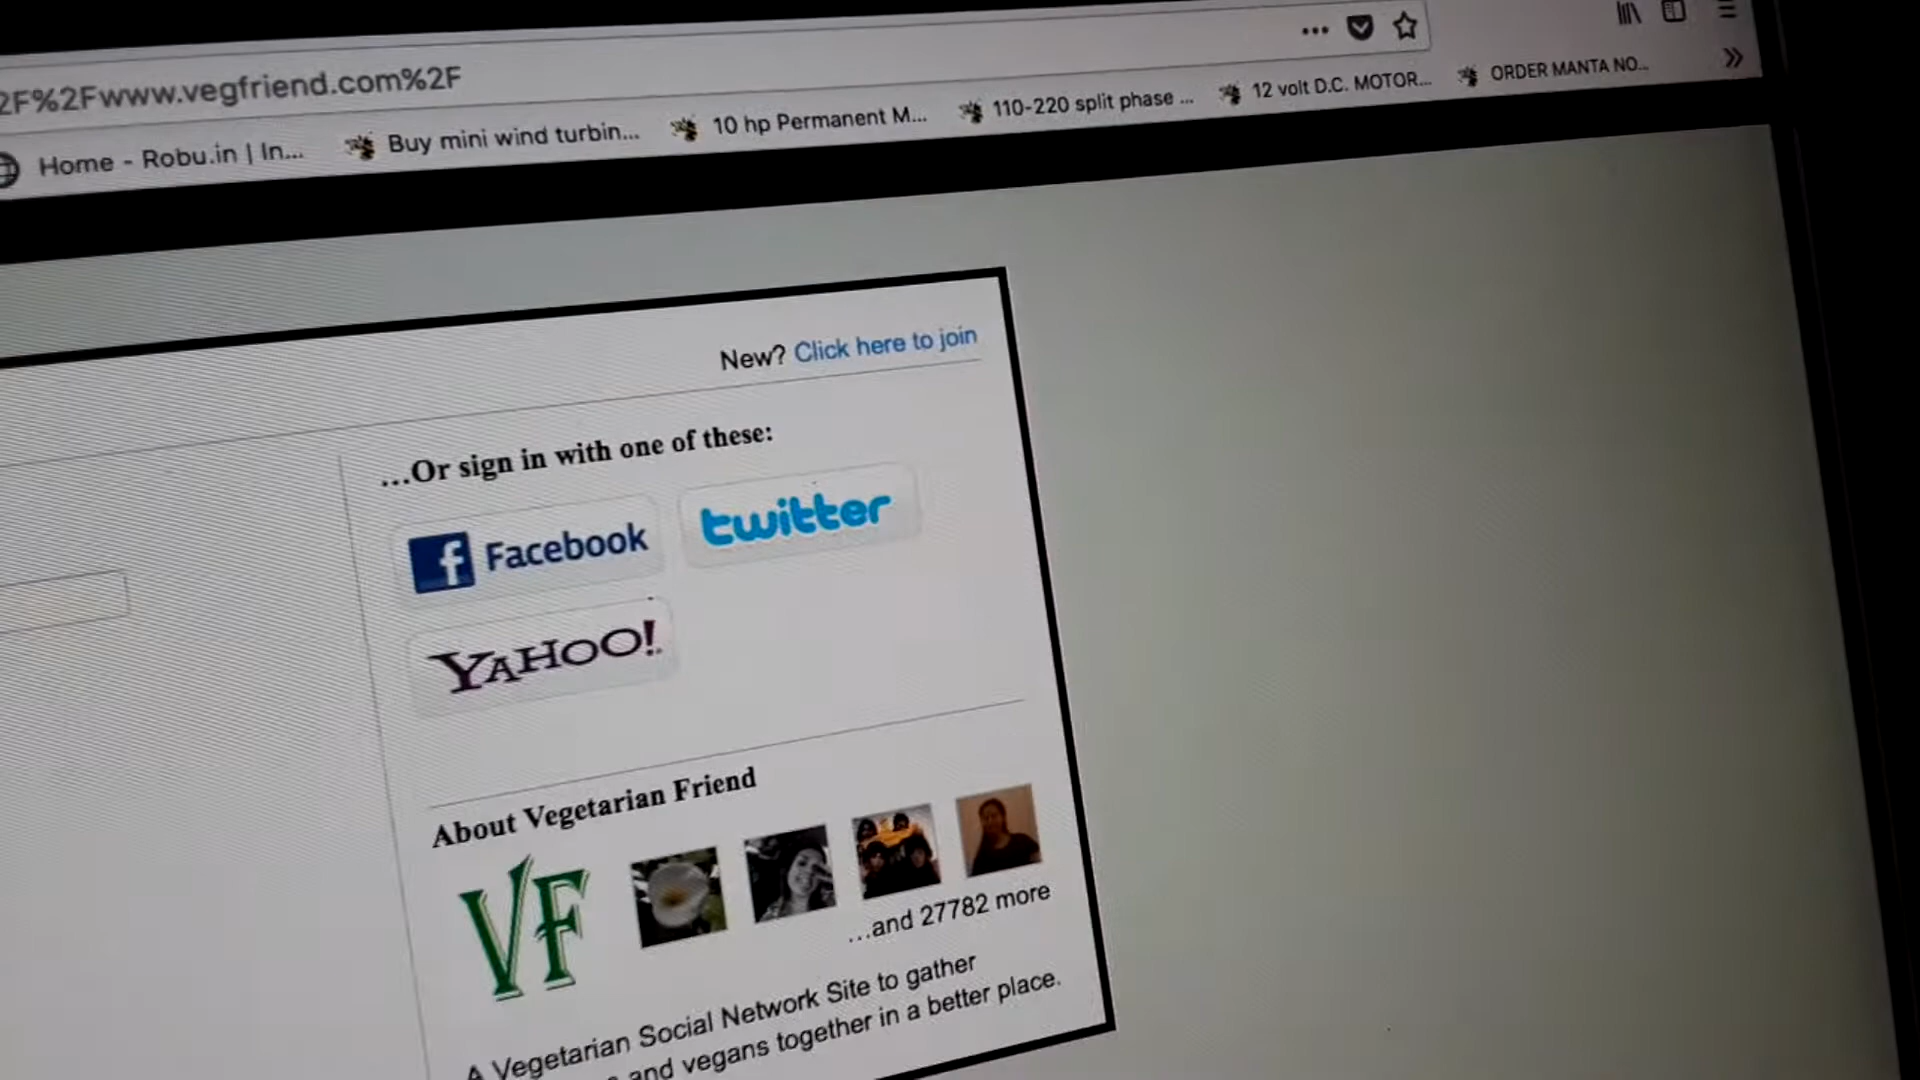 2F%2Fwww.vegfriend.com%2F
Home - Robu.in | In...
Buy mini wind turbin...
10 hp Permanent M...
110-220 split phase ...
12 volt D.C. MOTOR...
ORDER MANTA NO...
New? Click here to join
...Or sign in with one of these:
f Facebook
twitter
YAHOO!
About Vegetarian Friend
VF
...and 27782 more
A Vegetarian Social Network Site to gather
and vegans together in a better place.